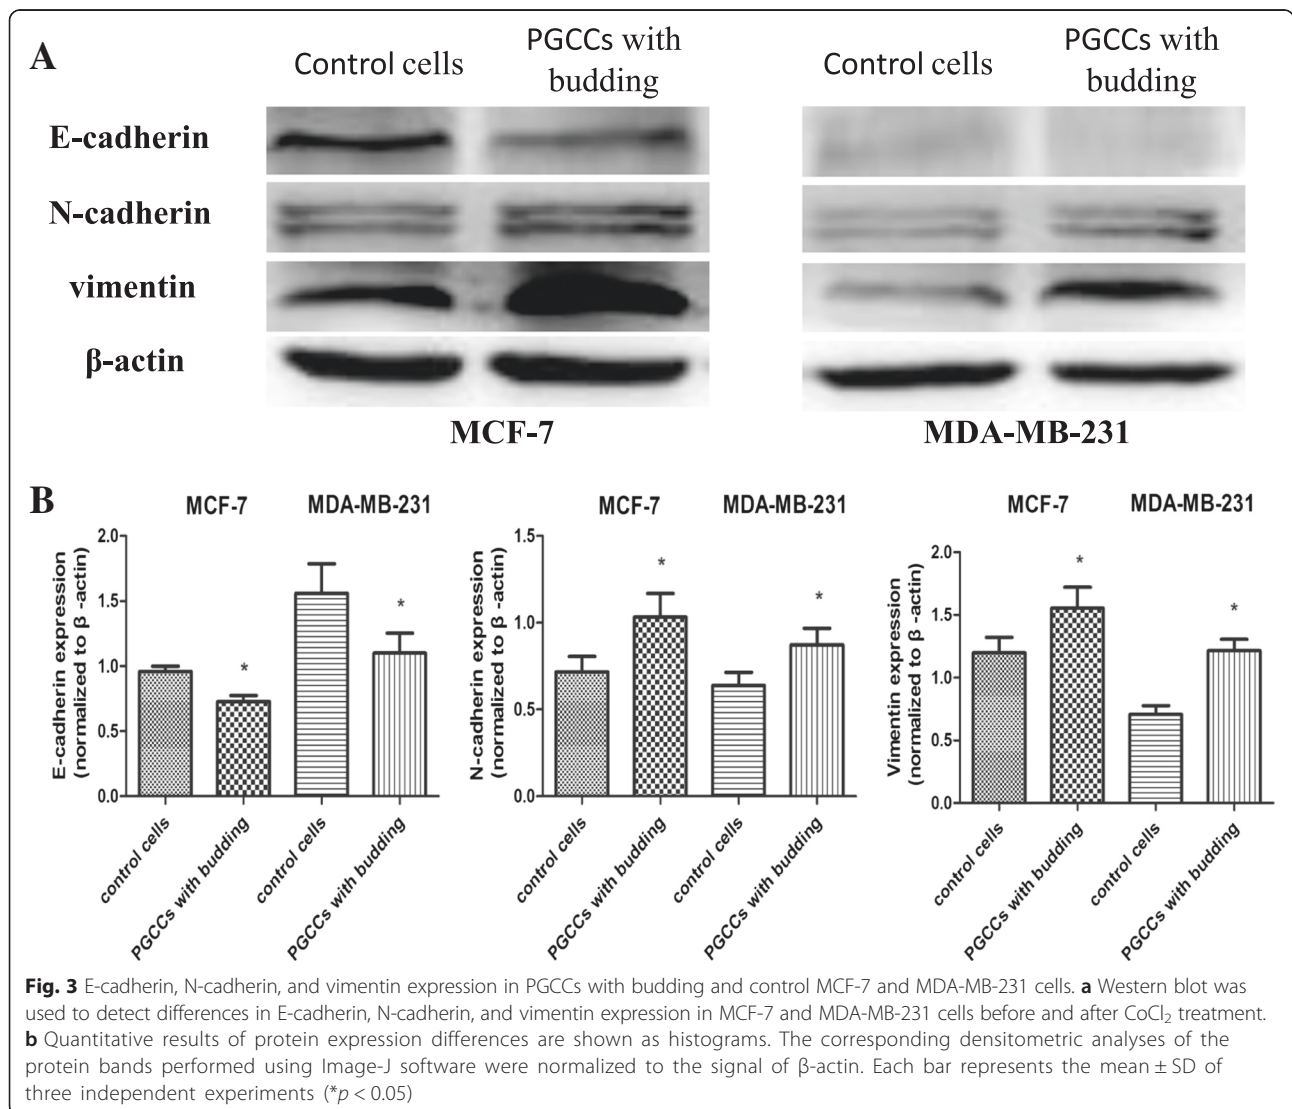 A
Control cells
PGCCs with
budding
Control cells
PGCCs with
budding
E-cadherin
N-cadherin
vimentin
β-actin
MCF-7
MDA-MB-231
B
MCF-7
MDA-MB-231
E-cadherin expression
(normalized to β -actin)
2.0
1.5
1.0
0.5
0.0
*
*
control cells
PGCCs with budding
control cells
PGCCs with budding
MCF-7
MDA-MB-231
N-cadherin expression
(normalized to β -actin)
1.5
1.0
0.5
0.0
*
*
control cells
PGCCs with budding
control cells
PGCCs with budding
MCF-7
MDA-MB-231
Vimentin expression
(normalized to β -actin)
2.0
1.5
1.0
0.5
0.0
*
*
control cells
PGCCs with budding
control cells
PGCCs with budding
Fig. 3 E-cadherin, N-cadherin, and vimentin expression in PGCCs with budding and control MCF-7 and MDA-MB-231 cells. a Western blot was
used to detect differences in E-cadherin, N-cadherin, and vimentin expression in MCF-7 and MDA-MB-231 cells before and after CoCl₂ treatment.
b Quantitative results of protein expression differences are shown as histograms. The corresponding densitometric analyses of the
protein bands performed using Image-J software were normalized to the signal of β-actin. Each bar represents the mean ± SD of
three independent experiments (*p < 0.05)